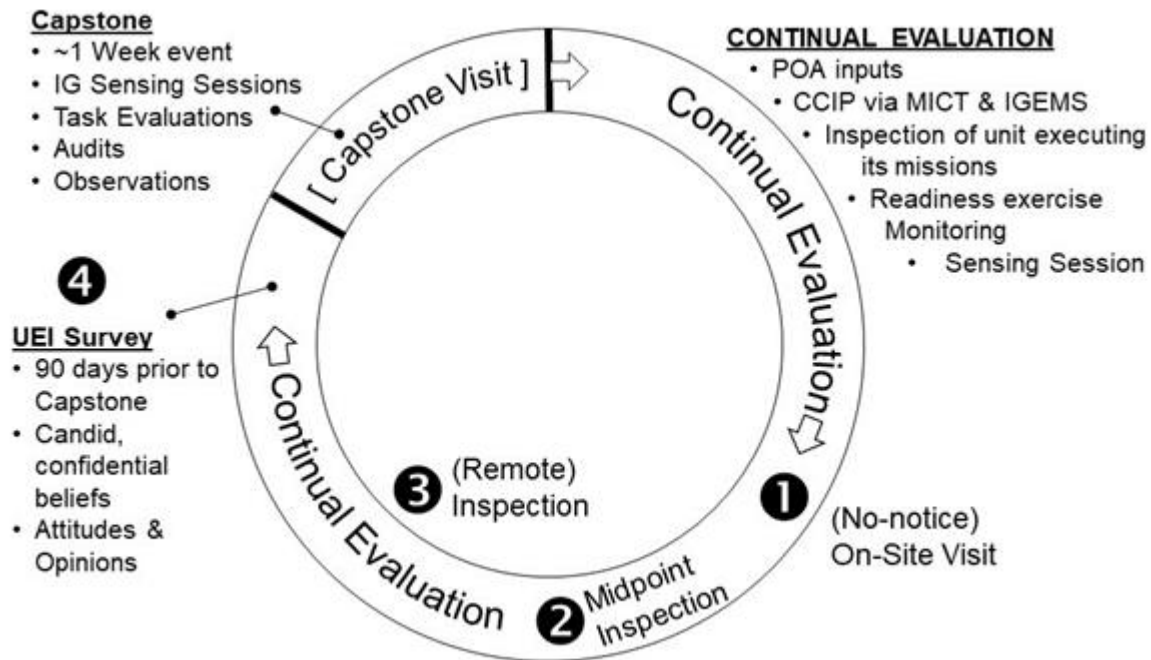 Capstone
• ~1 Week event
• IG Sensing Sessions
• Task Evaluations
• Audits
• Observations
[ Capstone Visit ]
CONTINUAL EVALUATION
• POA inputs
• CCIP via MICT & IGEMS
• Inspection of unit executing
its missions
• Readiness exercise
Monitoring
• Sensing Session
Continual Evaluation
1
(No-notice)
On-Site Visit
2
Midpoint
Inspection
3
(Remote)
Inspection
Continual Evaluation
4
UEI Survey
• 90 days prior to
Capstone
• Candid,
confidential
beliefs
• Attitudes &
Opinions